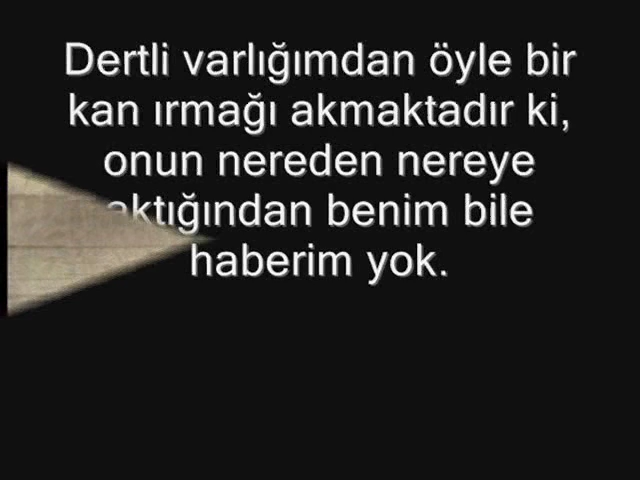 Dertli varlığımdan öyle bir
kan ırmağı akmaktadır ki,
onun nereden nereye
aktığından benim bile
haberim yok.